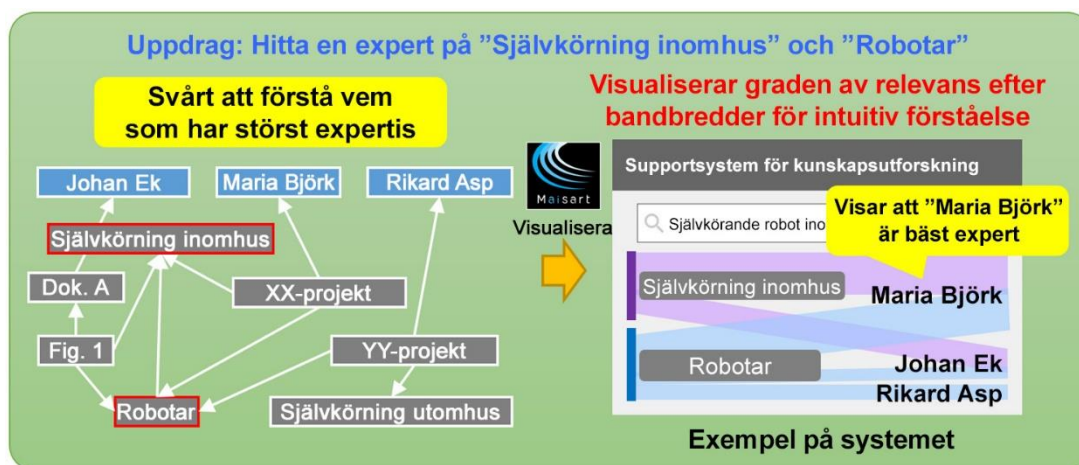 Uppdrag: Hitta en expert på ”Självkörning inomhus” och ”Robotar”
Svårt att förstå vem
som har störst expertis
Johan Ek
Maria Björk
Rikard Asp
Självkörning inomhus
Dok. A
XX-projekt
Fig. 1
YY-projekt
Robotar
Självkörning utomhus
Maisart
Visualisera
Visualiserar graden av relevans efter
bandbredder för intuitiv förståelse
Supportsystem för kunskapsutforskning
Självkörande robot ino
Visar att ”Maria Björk”
är bäst expert
Självkörning inomhus
Maria Björk
Robotar
Johan Ek
Rikard Asp
Exempel på systemet